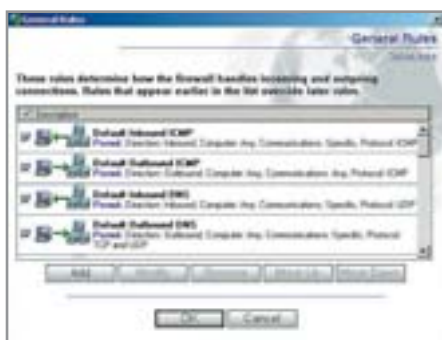 General Rules
General Rules
These rules determine how the firewall handles incoming and outgoing
connections. Rules that appear earlier in the list override later rules.
Description
Default Inbound ICMP
Permit, Direction: Inbound, Computer: Any, Communications: Specific, Protocol: ICMP
Default Outbound ICMP
Permit, Direction: Outbound, Computer: Any, Communications: Any, Protocol: ICMP
Default Inbound DNS
Permit, Direction: Inbound, Computer: Any, Communications: Specific, Protocol: UDP
Default Outbound DNS
Permit, Direction: Outbound, Computer: Any, Communications: Specific, Protocol:
TCP and UDP
Add
Modify
Remove
Move Up
Move Down
OK
Cancel